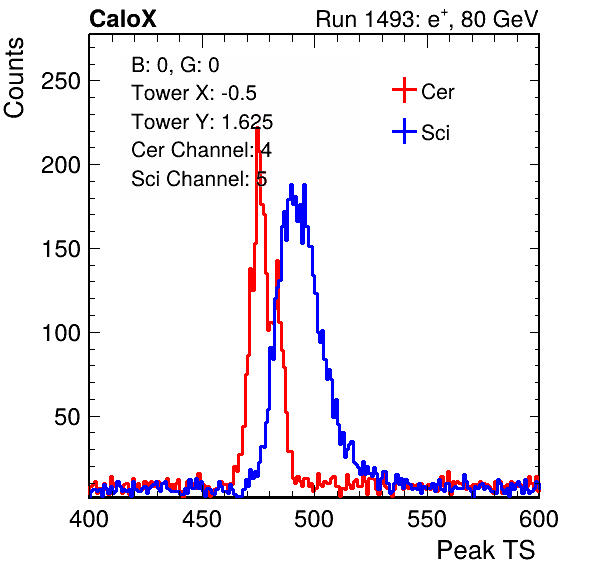 CaloX Run 1493: e⁺, 80 GeV
Counts
B: 0, G: 0
Tower X: -0.5
Tower Y: 1.625
Cer Channel: 4
Sci Channel: 5
Cer
Sci
250
200
150
100
50
400 450 500 550 600
Peak TS